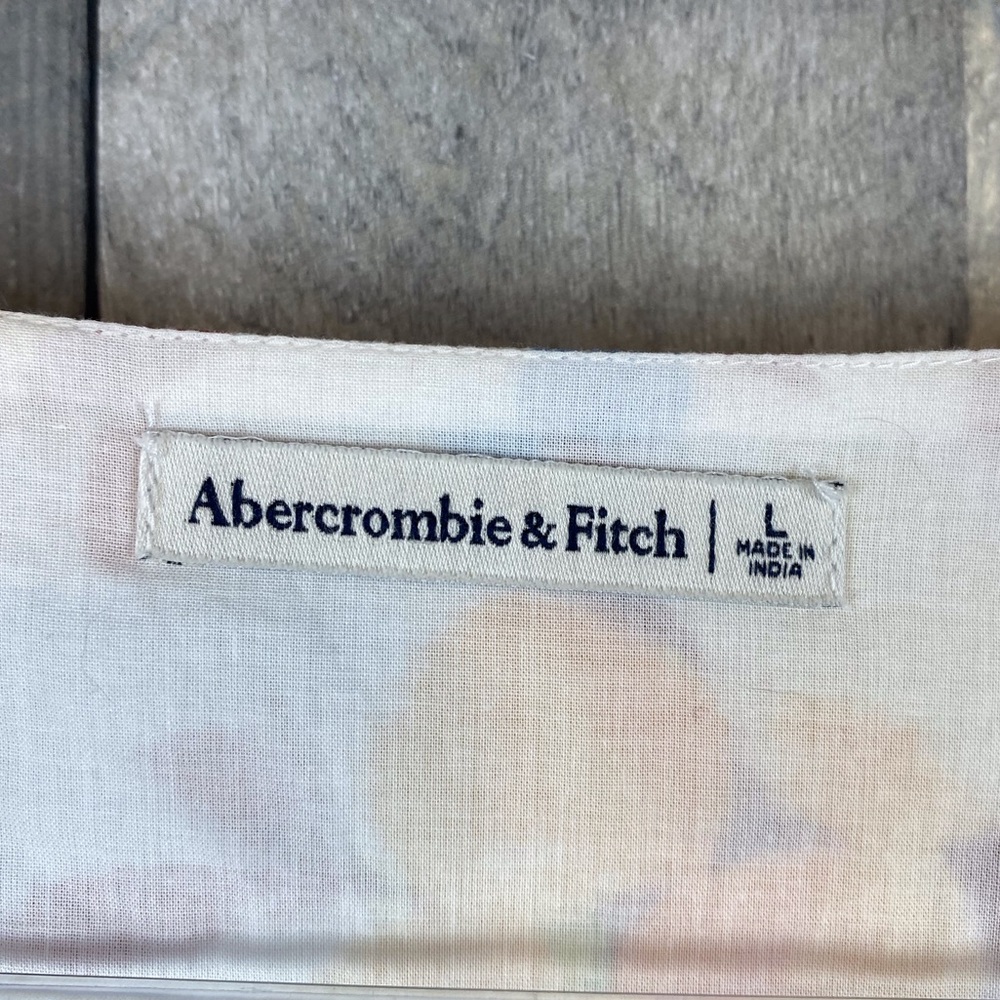 Abercrombie & Fitch | L
MADE IN
INDIA